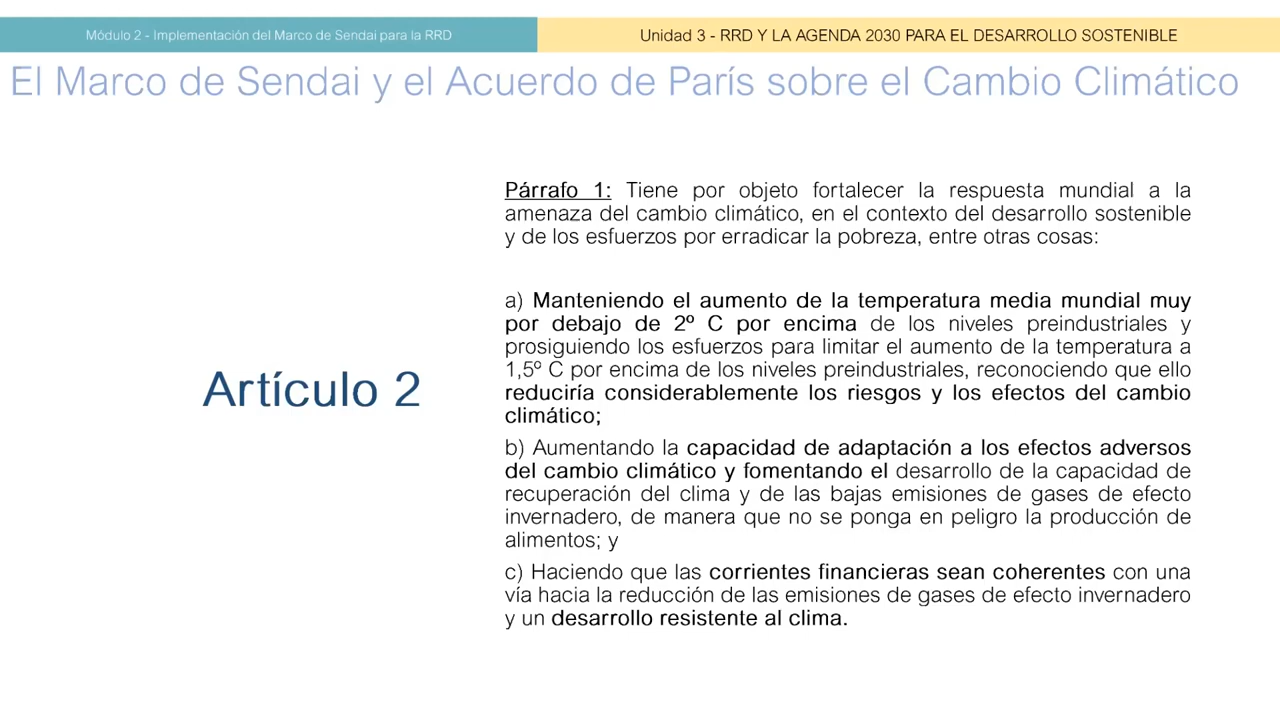 Módulo 2 - Implementación del Marco de Sendai para la RRD
Unidad 3 - RRD Y LA AGENDA 2030 PARA EL DESARROLLO SOSTENIBLE
El Marco de Sendai y el Acuerdo de París sobre el Cambio Climático
Artículo 2
Párrafo 1: Tiene por objeto fortalecer la respuesta mundial a la
amenaza del cambio climático, en el contexto del desarrollo sostenible
y de los esfuerzos por erradicar la pobreza, entre otras cosas:
a) Manteniendo el aumento de la temperatura media mundial muy
por debajo de 2º C por encima de los niveles preindustriales y
prosiguiendo los esfuerzos para limitar el aumento de la temperatura a
1,5º C por encima de los niveles preindustriales, reconociendo que ello
reduciría considerablemente los riesgos y los efectos del cambio
climático;
b) Aumentando la capacidad de adaptación a los efectos adversos
del cambio climático y fomentando el desarrollo de la capacidad de
recuperación del clima y de las bajas emisiones de gases de efecto
invernadero, de manera que no se ponga en peligro la producción de
alimentos; y
c) Haciendo que las corrientes financieras sean coherentes con una
vía hacia la reducción de las emisiones de gases de efecto invernadero
y un desarrollo resistente al clima.